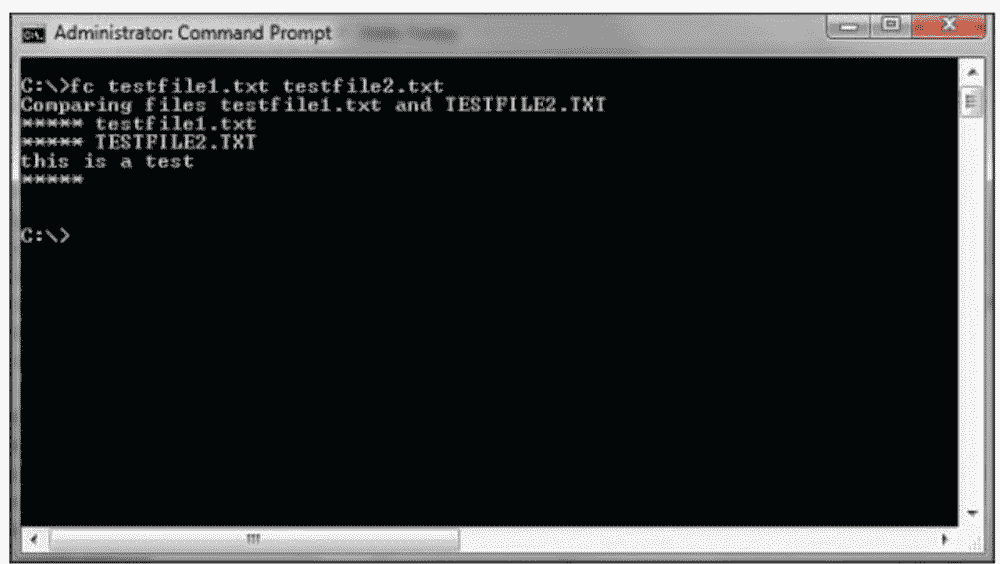 Administrator: Command Prompt
C:\>fc testfile1.txt testfile2.txt
Comparing files testfile1.txt and TESTFILE2.TXT
***** testfile1.txt
***** TESTFILE2.TXT
this is a test
*****
C:\>